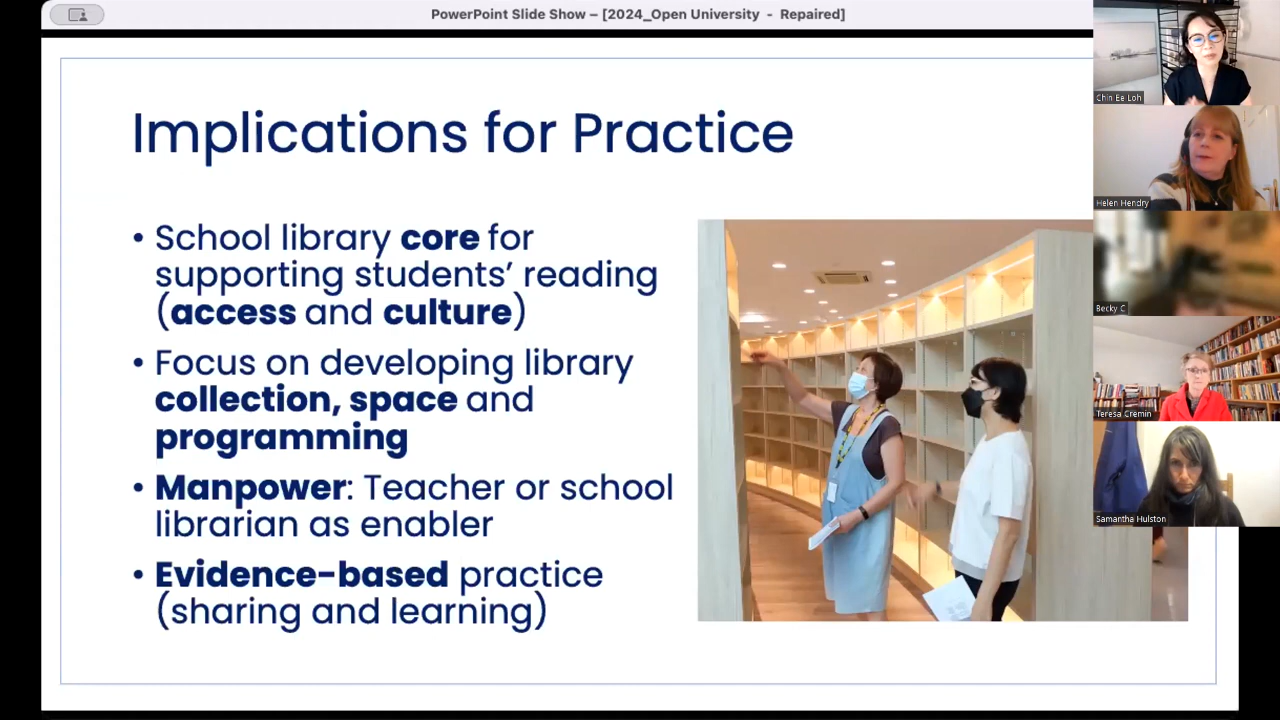 PowerPoint Slide Show – [2024_Open University - Repaired]
Implications for Practice
• School library core for
supporting students’ reading
(access and culture)
• Focus on developing library
collection, space and
programming
• Manpower: Teacher or school
librarian as enabler
• Evidence-based practice
(sharing and learning)
Chin Ee Loh
Helen Hendry
Becky C
Teresa Cremin
Samantha Hulston